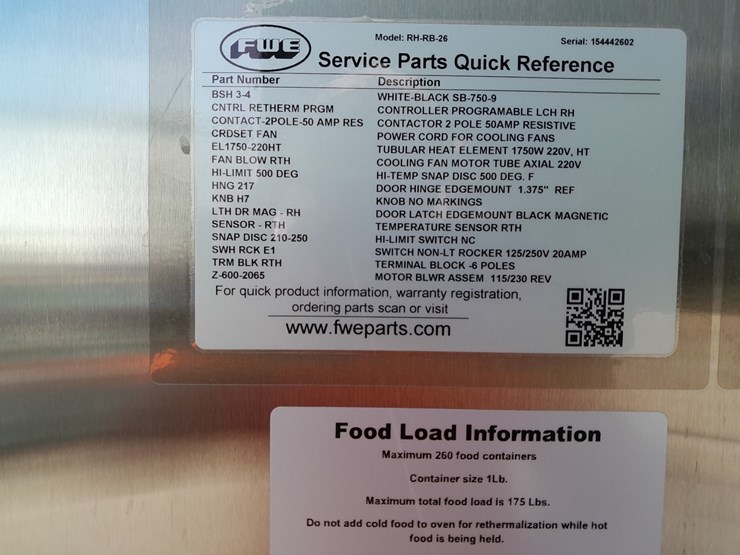 FWE
Model: RH-RB-26 Serial: 154442602
Service Parts Quick Reference
Part Number Description
BSH 3-4 WHITE-BLACK SB-750-9
CNTRL RETHERM PRGM CONTROLLER PROGRAMABLE LCH RH
CONTACT-2POLE-50 AMP RES CONTACTOR 2 POLE 50AMP RESISTIVE
CRDSET FAN POWER CORD FOR COOLING FANS
EL1750-220HT TUBULAR HEAT ELEMENT 1750W 220V, HT
FAN BLOW RTH COOLING FAN MOTOR TUBE AXIAL 220V
HI-LIMIT 500 DEG HI-TEMP SNAP DISC 500 DEG. F
HNG 217 DOOR HINGE EDGEMOUNT 1.375" REF
KNB H7 KNOB NO MARKINGS
LTH DR MAG - RH DOOR LATCH EDGEMOUNT BLACK MAGNETIC
SENSOR - RTH TEMPERATURE SENSOR RTH
SNAP DISC 210-250 HI-LIMIT SWITCH NC
SWH RCK E1 SWITCH NON-LT ROCKER 125/250V 20AMP
TRM BLK RTH TERMINAL BLOCK -6 POLES
Z-600-2065 MOTOR BLWR ASSEM 115/230 REV
For quick product information, warranty registration,
ordering parts scan or visit
www.fweparts.com
Food Load Information
Maximum 260 food containers
Container size 1Lb.
Maximum total food load is 175 Lbs.
Do not add cold food to oven for rethermalization while hot
food is being held.